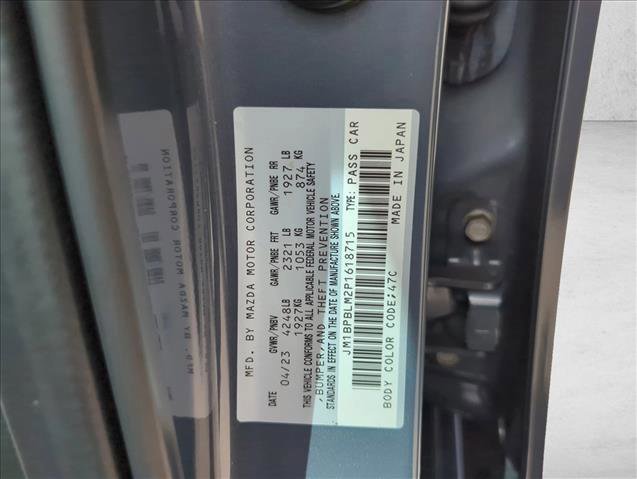 MFD. BY MAZDA MOTOR CORPORATION
DATE GVWR/PNBV GAWR/PNBE FRT GAWR/PNBE RR
04/23 4248LB 2321 LB 1927 LB
1927KG 1053 KG 874 KG
THIS VEHICLE CONFORMS TO ALL APPLICABLE FEDERAL MOTOR VEHICLE SAFETY
,BUMPER,AND THEFT PREVENTION
STANDARDS IN EFFECT ON THE DATE OF MANUFACTURE SHOWN ABOVE.
JM1BPBLM2P1618715 TYPE: PASS CAR
BODY COLOR CODE:47C MADE IN JAPAN